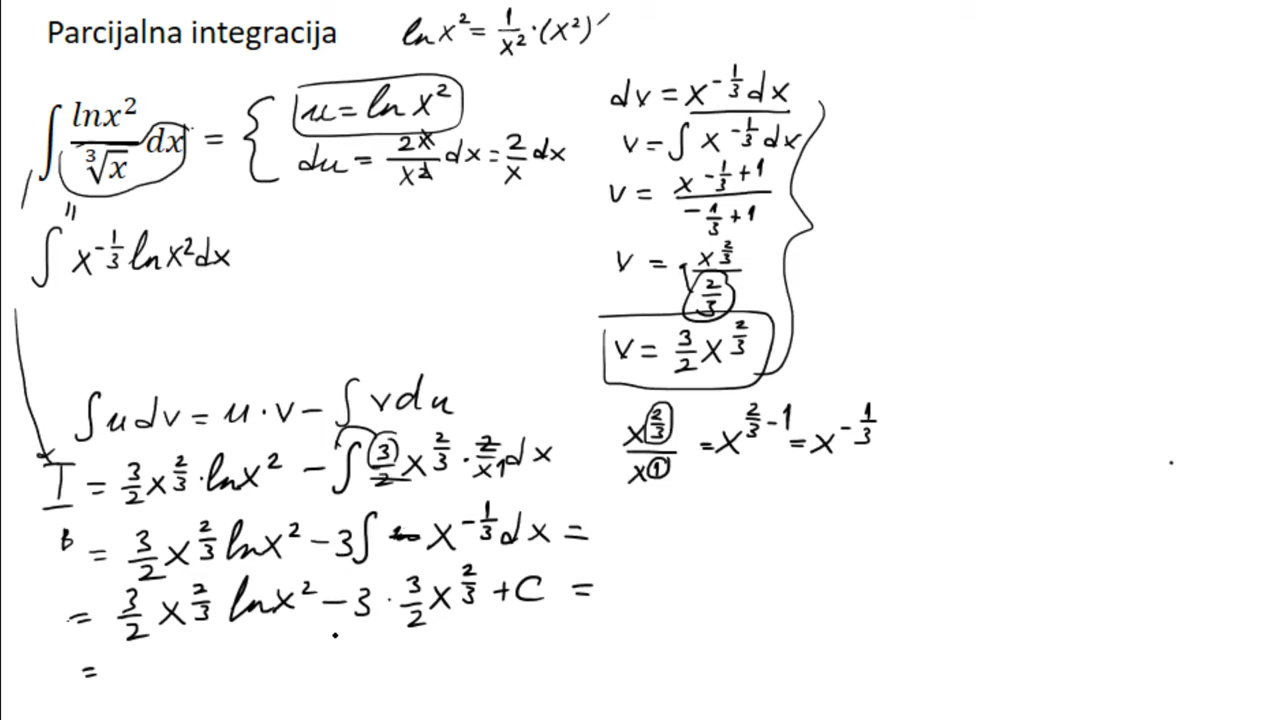 Parcijalna integracija
ln x² = 1/x² · (x²)′
∫ lnx²/∛x dx = { u = ln x²
du = 2x/x² dx = 2/x dx
∫ x^(-1/3) ln x² dx
dv = x^(-1/3) dx
v = ∫ x^(-1/3) dx
v = x^(-1/3 + 1)/(-1/3 + 1)
v = x^(2/3)/(2/3)
v = 3/2 x^(2/3)
∫ u dv = u · v − ∫ v du
I = 3/2 x^(2/3) · ln x² − ∫ 3/2 x^(2/3) · 2/x¹ dx
x^(2/3)/x^1 = x^(2/3 − 1) = x^(-1/3)
= 3/2 x^(2/3) ln x² − 3 ∫ x^(-1/3) dx =
= 3/2 x^(2/3) ln x² − 3 · 3/2 x^(2/3) + C =
=